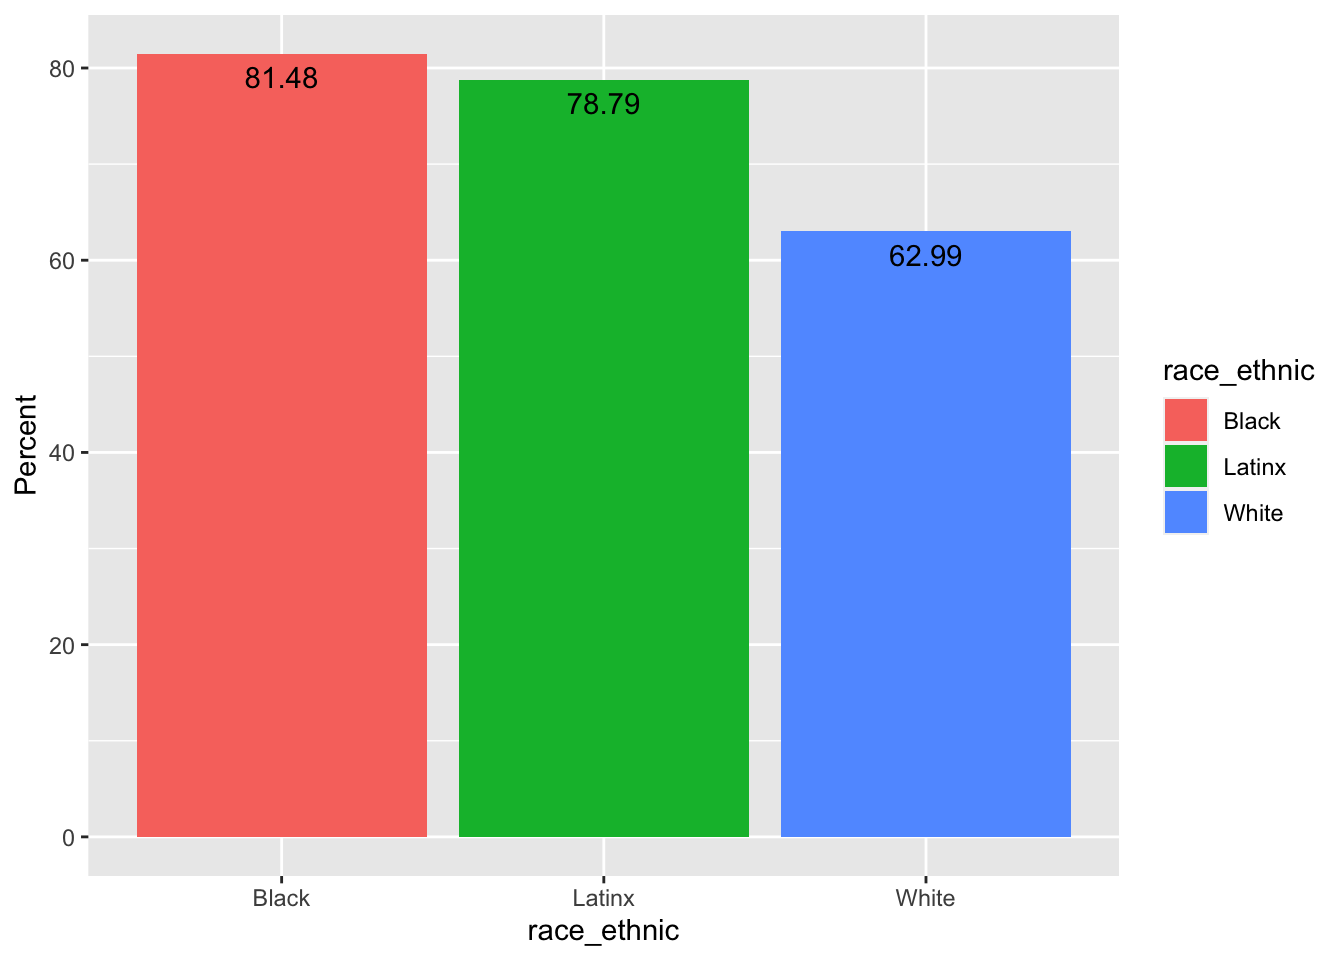 80
60
40
20
0
Percent
81.48
78.79
62.99
Black
Latinx
White
race_ethnic
race_ethnic
Black
Latinx
White